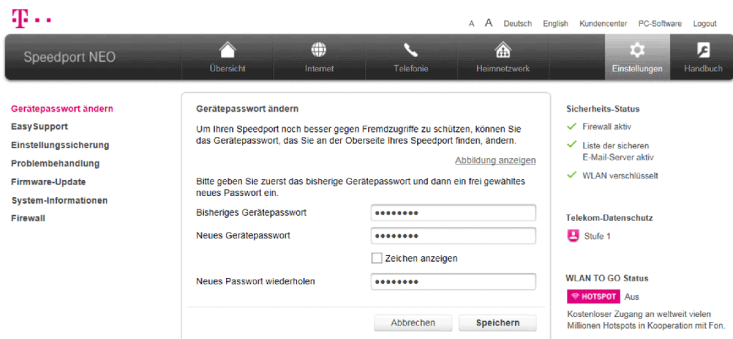 T
A A Deutsch English Kundencenter PC-Software Logout
Speedport NEO
Übersicht Internet Telefonie Heimnetzwerk Einstellungen Handbuch
Gerätepasswort ändern
EasySupport
Einstellungssicherung
Problembehandlung
Firmware-Update
System-Informationen
Firewall
Gerätepasswort ändern
Um Ihren Speedport noch besser gegen Fremdzugriffe zu schützen, können Sie
das Gerätepasswort, das Sie an der Oberseite Ihres Speedport finden, ändern.
Abbildung anzeigen
Bitte geben Sie zuerst das bisherige Gerätepasswort und dann ein frei gewähltes
neues Passwort ein.
Bisheriges Gerätepasswort ••••••••
Neues Gerätepasswort ••••••••
Zeichen anzeigen
Neues Passwort wiederholen ••••••••
Abbrechen Speichern
Sicherheits-Status
Firewall aktiv
Liste der sicheren
E-Mail-Server aktiv
WLAN verschlüsselt
Telekom-Datenschutz
Stufe 1
WLAN TO GO Status
HOTSPOT Aus
Kostenloser Zugang an weltweit vielen
Millionen Hotspots in Kooperation mit Fon.